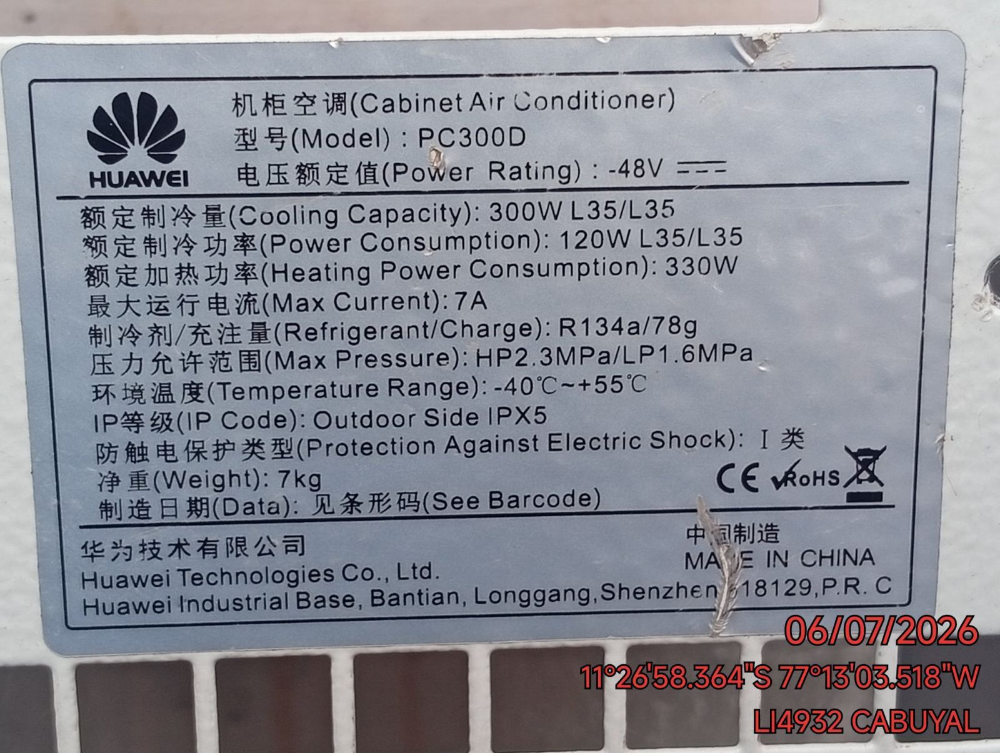 机柜空调(Cabinet Air Conditioner)
型号(Model) : PC300D
电压额定值(Power Rating) : -48V
HUAWEI
额定制冷量(Cooling Capacity): 300W L35/L35
额定制冷功率(Power Consumption): 120W L35/L35
额定加热功率(Heating Power Consumption): 330W
最大运行电流(Max Current): 7A
制冷剂/充注量(Refrigerant/Charge): R134a/78g
压力允许范围(Max Pressure): HP2.3MPa/LP1.6MPa
环境温度(Temperature Range): -40℃~+55℃
IP等级(IP Code): Outdoor Side IPX5
防触电保护类型(Protection Against Electric Shock): I 类
净重(Weight): 7kg
CE RoHS
制造日期(Data): 见条形码(See Barcode)
华为技术有限公司
中国制造
Huawei Technologies Co., Ltd.
MADE IN CHINA
Huawei Industrial Base, Bantian, Longgang, Shenzhen 518129, P.R. C
06/07/2026
11°26'58.364"S 77°13'03.518"W
LI4932 CABUYAL